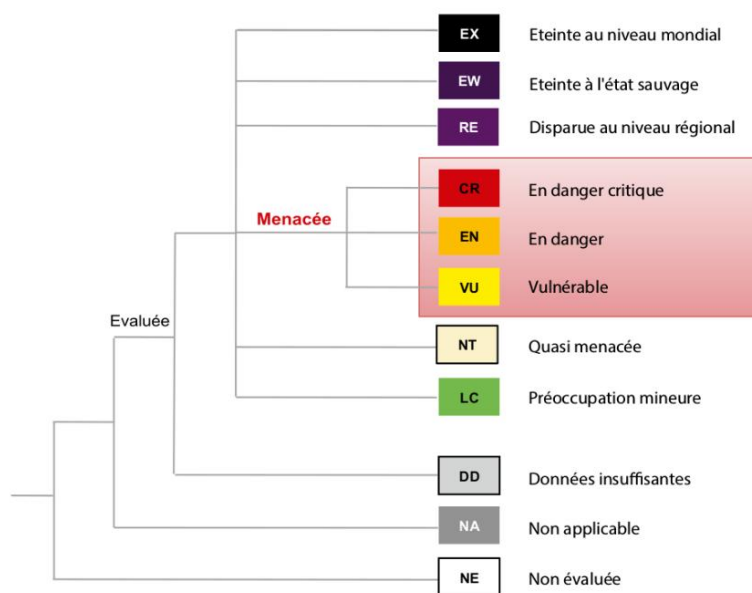 EX Eteinte au niveau mondial
EW Eteinte à l'état sauvage
RE Disparue au niveau régional
CR En danger critique
Menacée
EN En danger
VU Vulnérable
Evaluée
NT Quasi menacée
LC Préoccupation mineure
DD Données insuffisantes
NA Non applicable
NE Non évaluée